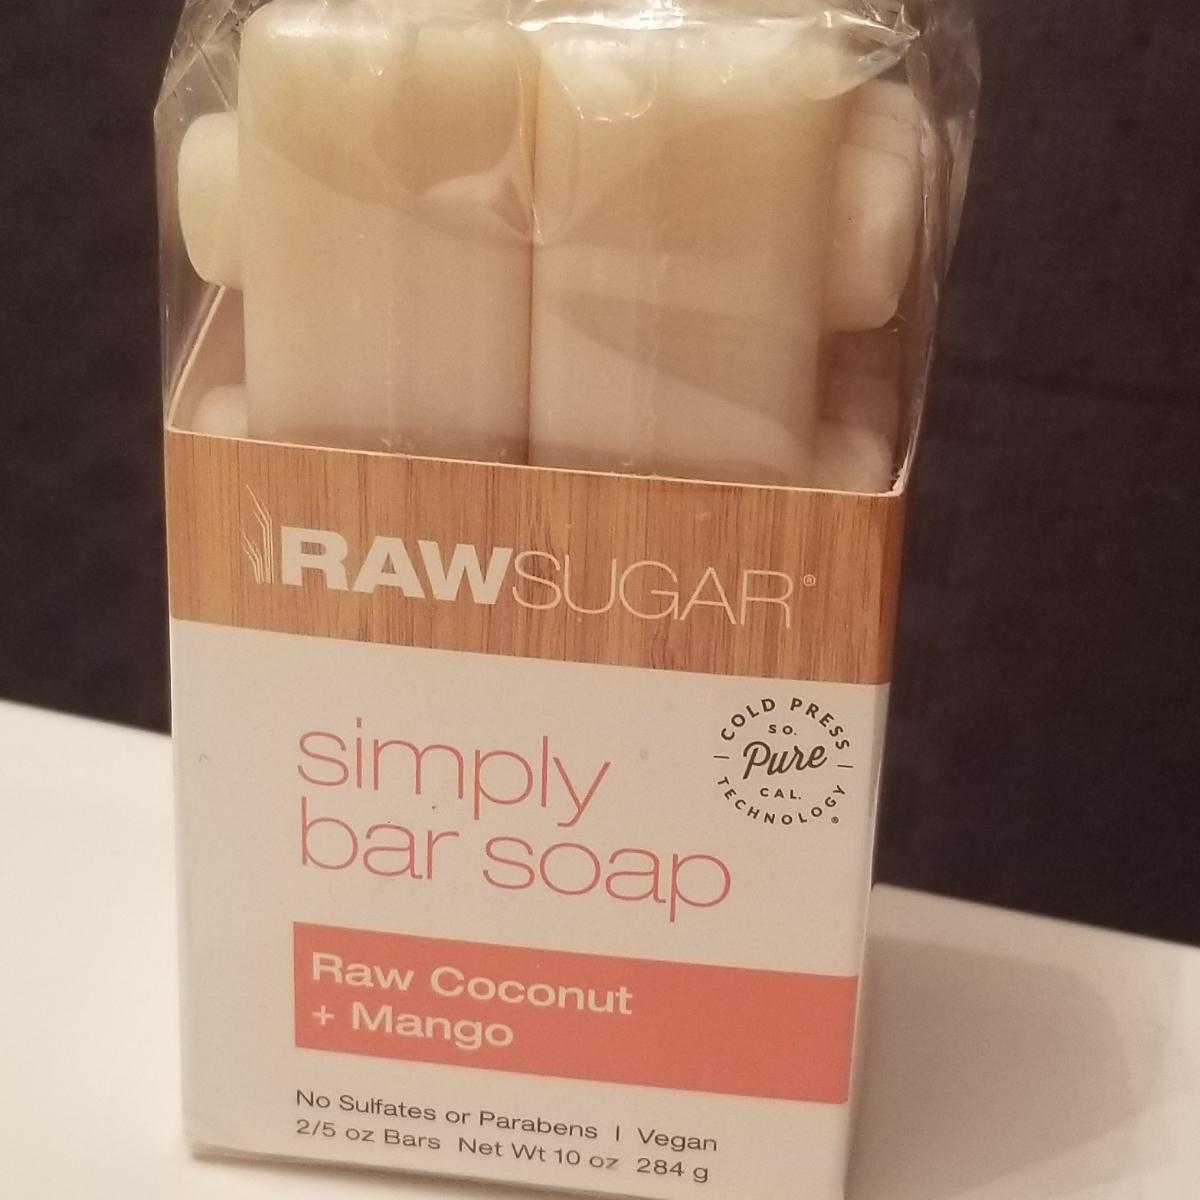 RAWSUGAR®
COLD PRESS
SO.
Pure
CAL.
TECHNOLOGY®
simply
bar soap
Raw Coconut
+ Mango
No Sulfates or Parabens | Vegan
2/5 oz Bars Net Wt 10 oz 284 g